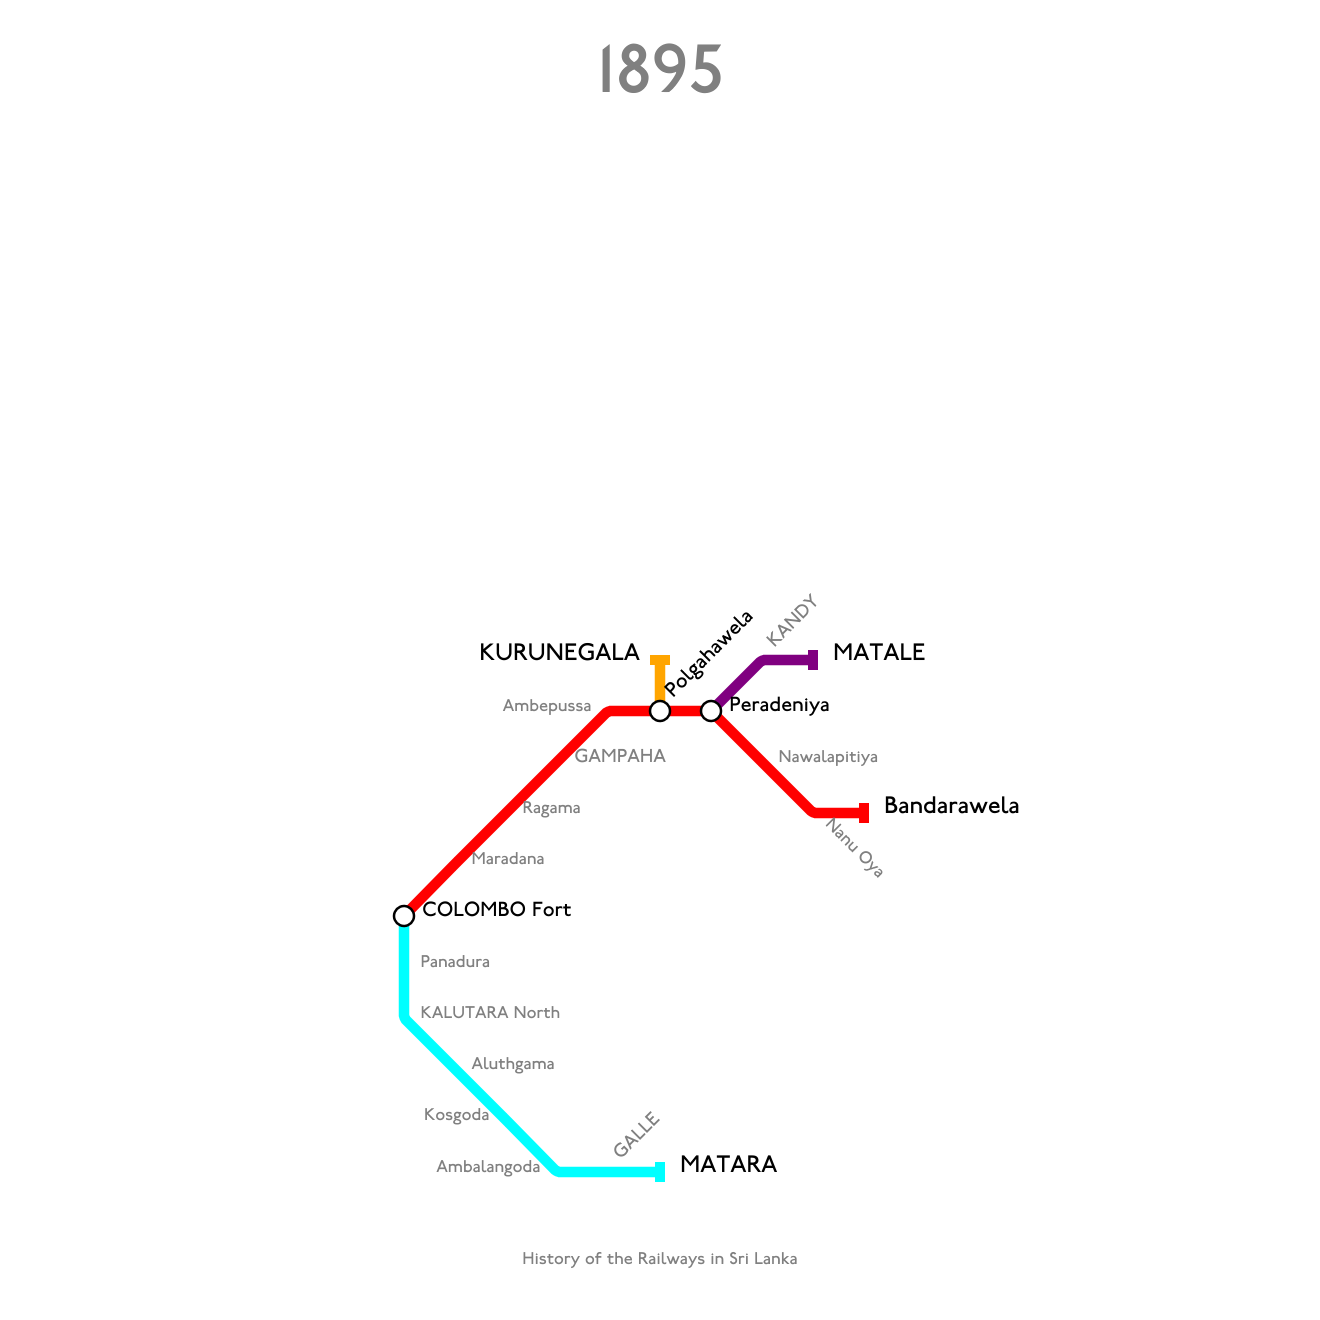 1895
KANDY
Polgahawela
KURUNEGALA
MATALE
Ambepussa
Peradeniya
GAMPAHA
Nawalapitiya
Ragama
Bandarawela
Nanu Oya
Maradana
COLOMBO Fort
Panadura
KALUTARA North
Aluthgama
Kosgoda
GALLE
Ambalangoda
MATARA
History of the Railways in Sri Lanka